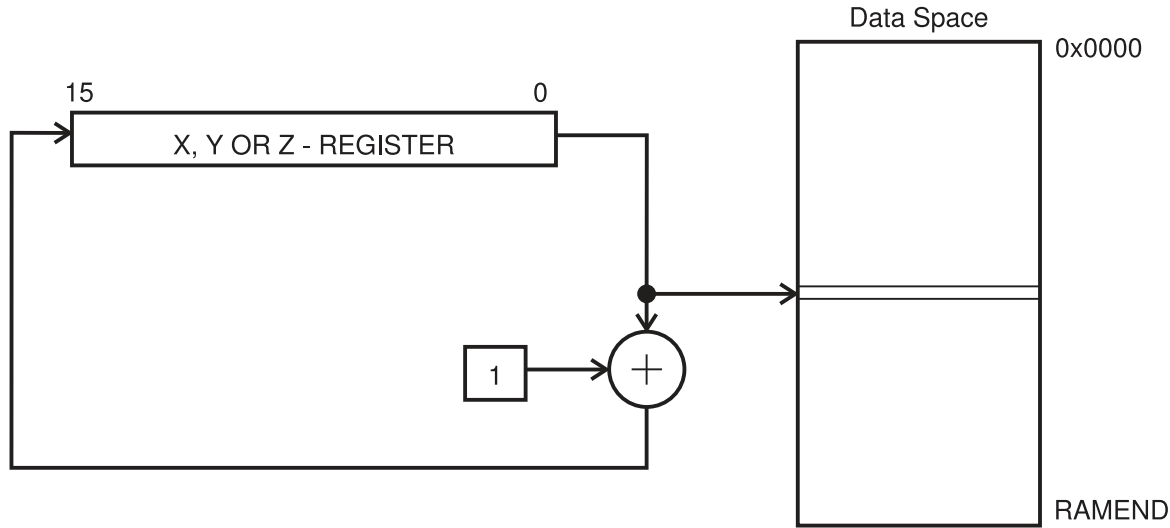 Data Space
0x0000
15
0
X, Y OR Z - REGISTER
1
+
RAMEND